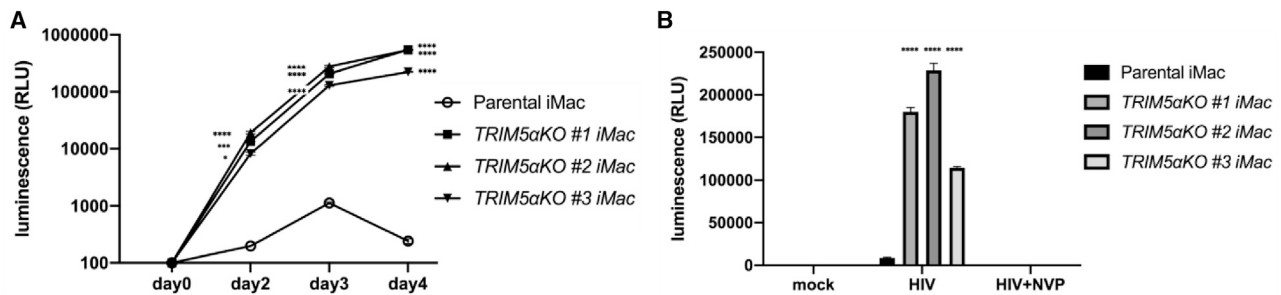 A
luminescence (RLU)
1000000
100000
10000
1000
100
day0
day2
day3
day4
****
***
*
****
****
****
****
****
****
Parental iMac
TRIM5αKO #1 iMac
TRIM5αKO #2 iMac
TRIM5αKO #3 iMac
B
luminescence (RLU)
250000
200000
150000
100000
50000
0
**** **** ****
mock
HIV
HIV+NVP
Parental iMac
TRIM5αKO #1 iMac
TRIM5αKO #2 iMac
TRIM5αKO #3 iMac